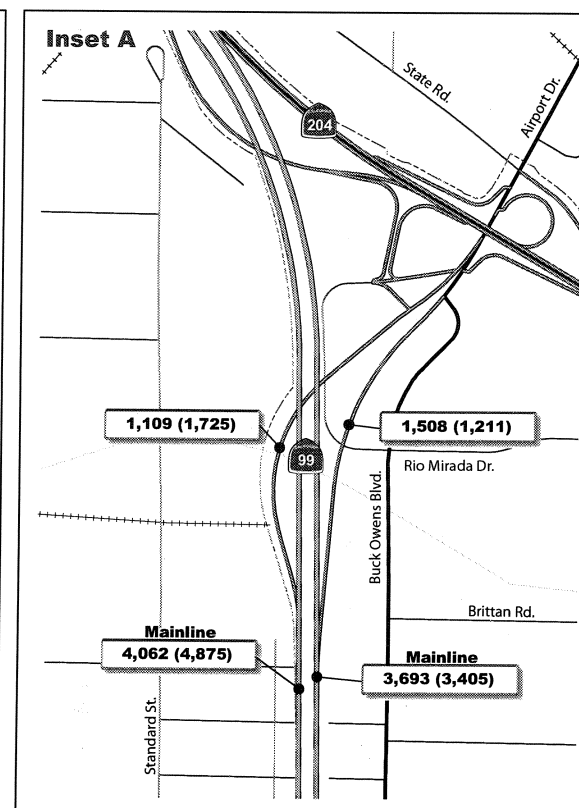 Inset A
State Rd.
Airport Dr.
204
1,109 (1,725)
1,508 (1,211)
99
Rio Mirada Dr.
Buck Owens Blvd.
Brittan Rd.
Mainline
4,062 (4,875)
Mainline
3,693 (3,405)
Standard St.